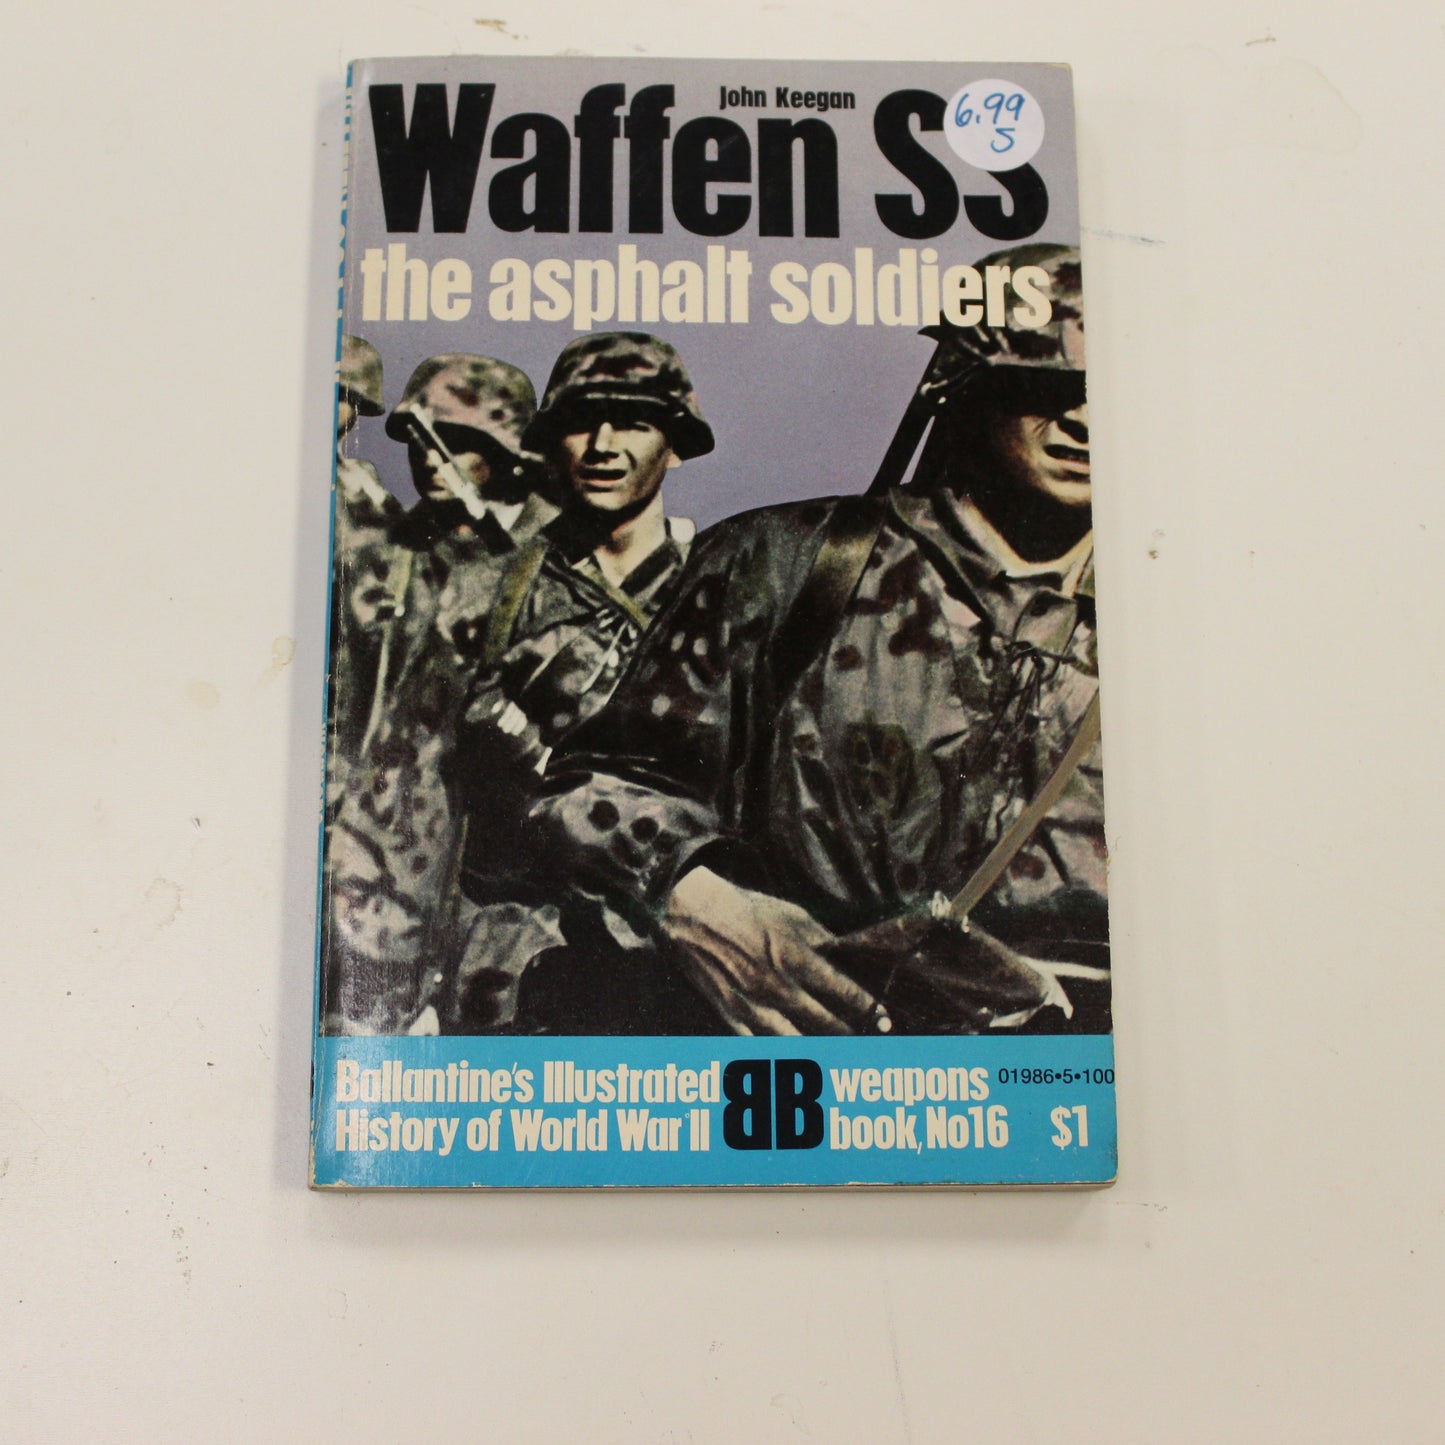 John Keegan
Waffen SS
6.99
5
the asphalt soldiers
Ballantine's Illustrated
History of World War II
BB
weapons
book, No16
01986•5•100
$1